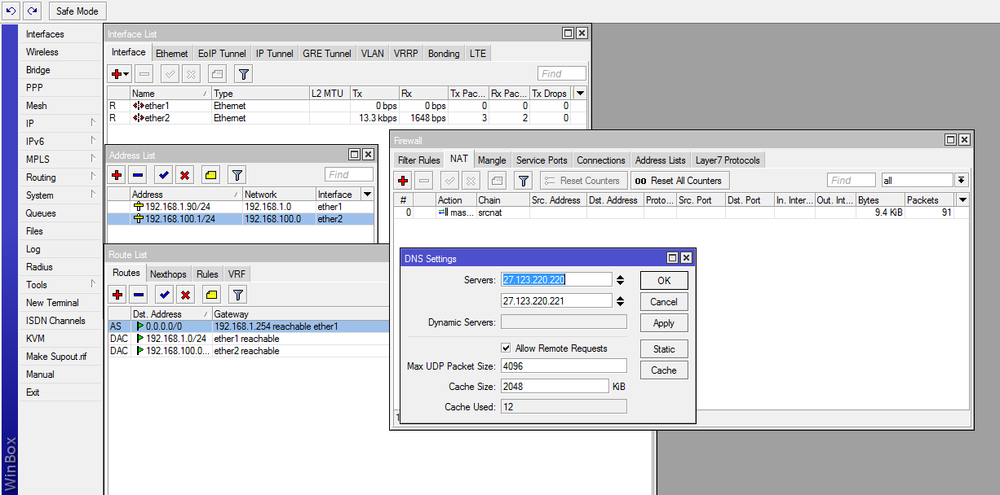 Safe Mode
WinBox
Interfaces
Wireless
Bridge
PPP
Mesh
IP
IPv6
MPLS
Routing
System
Queues
Files
Log
Radius
Tools
New Terminal
ISDN Channels
KVM
Make Supout.rif
Manual
Exit
Interface List
Interface Ethernet EoIP Tunnel IP Tunnel GRE Tunnel VLAN VRRP Bonding LTE
Find
Name Type L2 MTU Tx Rx Tx Pac... Rx Pac... Tx Drops
R ether1 Ethernet 0 bps 0 bps 0 0 0
R ether2 Ethernet 13.3 kbps 1648 bps 3 2 0
Address List
Find
Address Network Interface
192.168.1.90/24 192.168.1.0 ether1
192.168.100.1/24 192.168.100.0 ether2
Route List
Routes Nexthops Rules VRF
Dst. Address Gateway
AS 0.0.0.0/0 192.168.1.254 reachable ether1
DAC 192.168.1.0/24 ether1 reachable
DAC 192.168.100.0... ether2 reachable
Firewall
Filter Rules NAT Mangle Service Ports Connections Address Lists Layer7 Protocols
Reset Counters 00 Reset All Counters Find all
# Action Chain Src. Address Dst. Address Proto... Src. Port Dst. Port In. Inter... Out. Int... Bytes Packets
0 mas... srcnat 9.4 KiB 91
1
DNS Settings
Servers: 27.123.220.220 OK
27.123.220.221 Cancel
Dynamic Servers: Apply
Allow Remote Requests Static
Max UDP Packet Size: 4096 Cache
Cache Size: 2048 KiB
Cache Used: 12